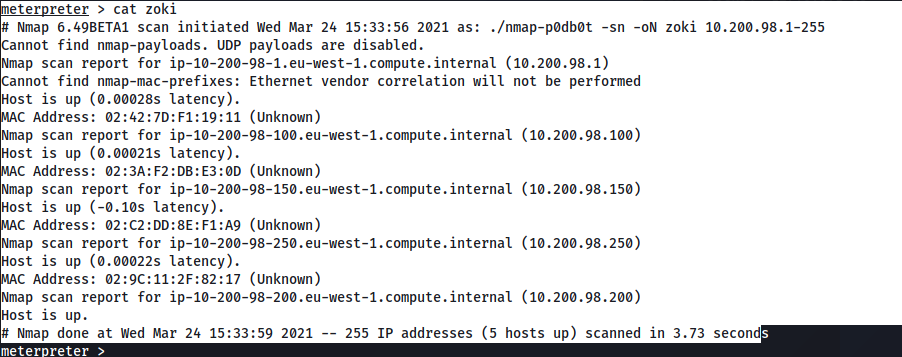 meterpreter > cat zoki
# Nmap 6.49BETA1 scan initiated Wed Mar 24 15:33:56 2021 as: ./nmap-p0db0t -sn -oN zoki 10.200.98.1-255
Cannot find nmap-payloads. UDP payloads are disabled.
Nmap scan report for ip-10-200-98-1.eu-west-1.compute.internal (10.200.98.1)
Cannot find nmap-mac-prefixes: Ethernet vendor correlation will not be performed
Host is up (0.00028s latency).
MAC Address: 02:42:7D:F1:19:11 (Unknown)
Nmap scan report for ip-10-200-98-100.eu-west-1.compute.internal (10.200.98.100)
Host is up (0.00021s latency).
MAC Address: 02:3A:F2:DB:E3:0D (Unknown)
Nmap scan report for ip-10-200-98-150.eu-west-1.compute.internal (10.200.98.150)
Host is up (-0.10s latency).
MAC Address: 02:C2:DD:8E:F1:A9 (Unknown)
Nmap scan report for ip-10-200-98-250.eu-west-1.compute.internal (10.200.98.250)
Host is up (0.00022s latency).
MAC Address: 02:9C:11:2F:82:17 (Unknown)
Nmap scan report for ip-10-200-98-200.eu-west-1.compute.internal (10.200.98.200)
Host is up.
# Nmap done at Wed Mar 24 15:33:59 2021 -- 255 IP addresses (5 hosts up) scanned in 3.73 seconds
meterpreter >